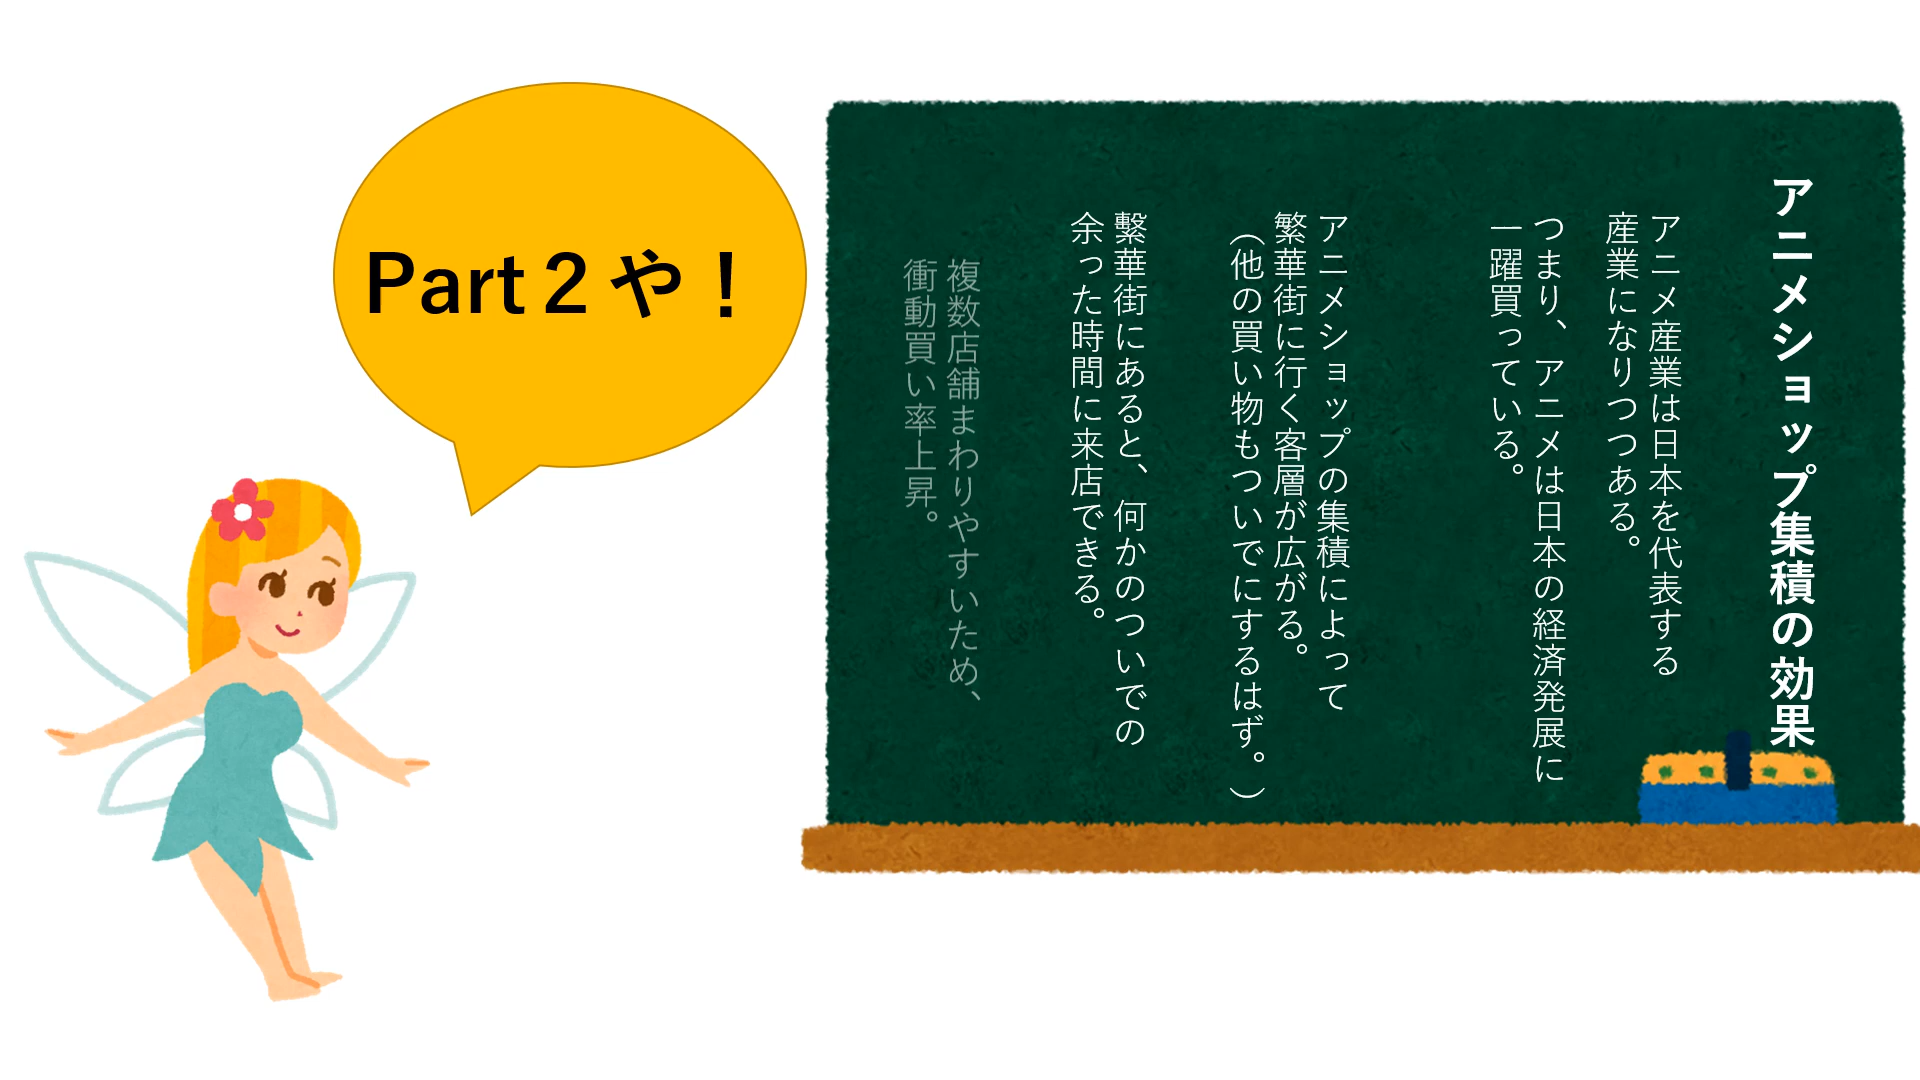 Part２や！
アニメショップ集積の効果
アニメ産業は日本を代表する
産業になりつつある。
つまり、アニメは日本の経済発展に
一躍買っている。
アニメショップの集積によって
繁華街に行く客層が広がる。
（他の買い物もついでにするはず。）
繫華街にあると、何かのついでの
余った時間に来店できる。
複数店舗まわりやすいため、
衝動買い率上昇。